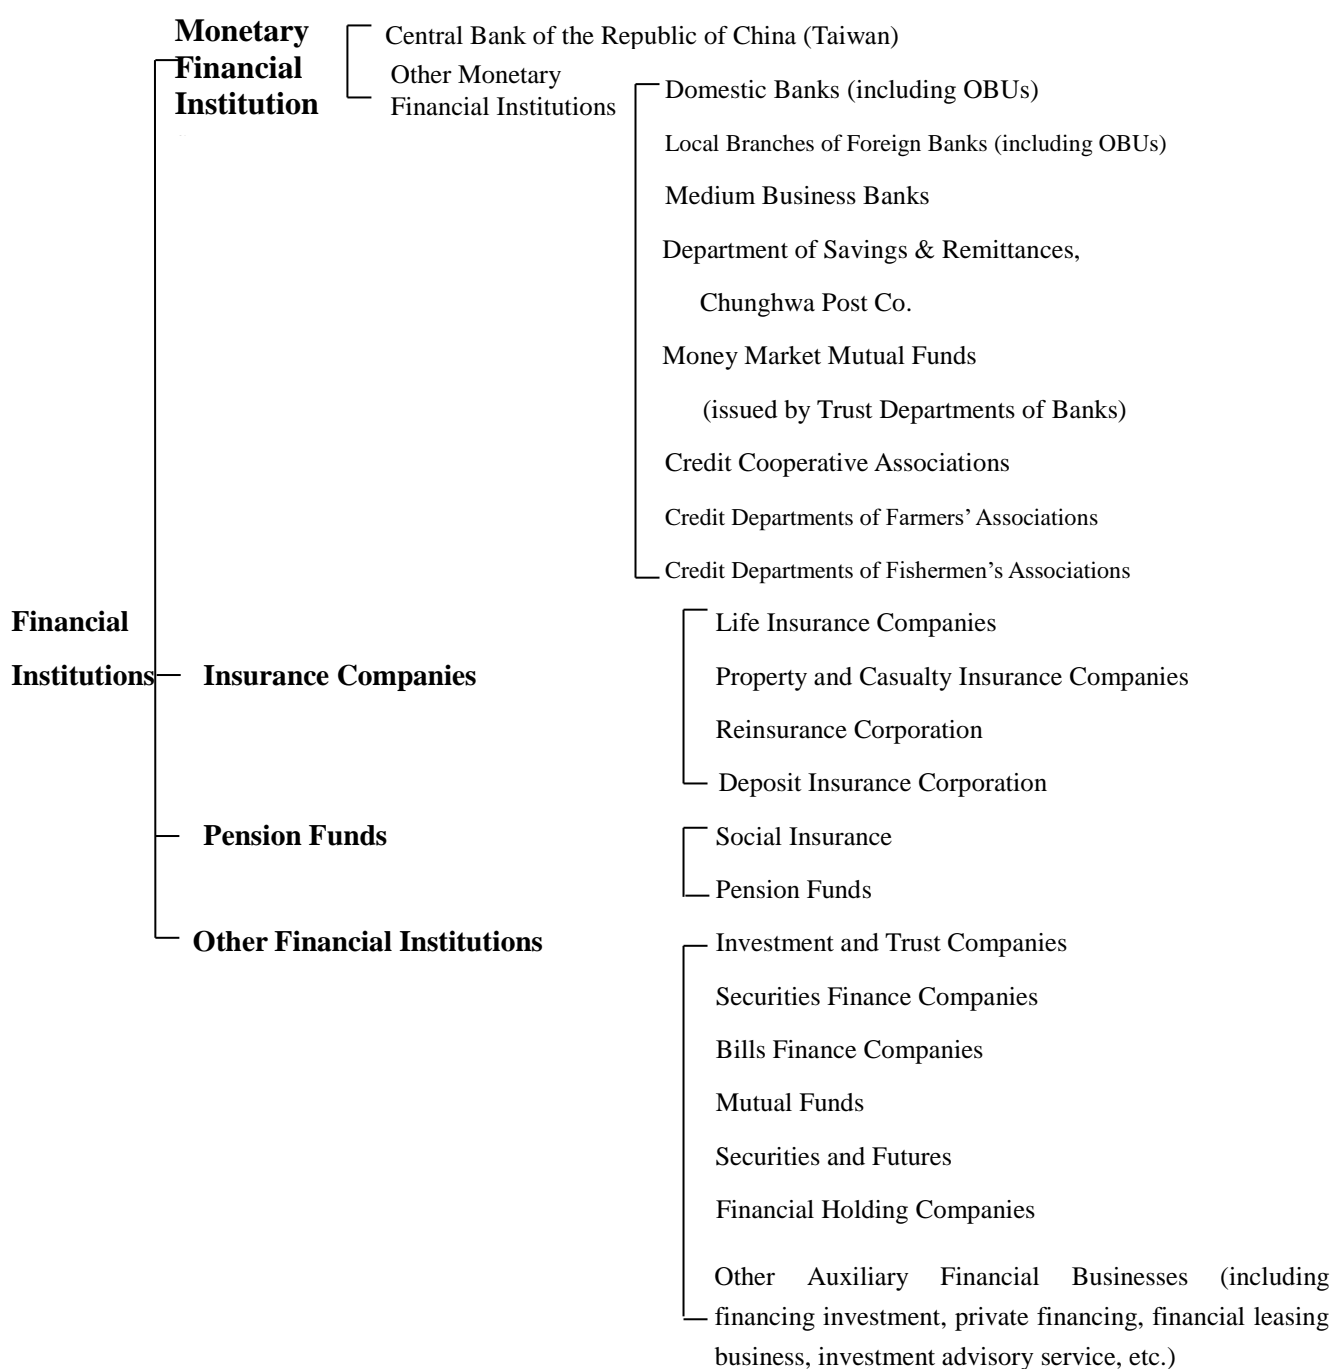 Monetary
Financial
Institution
Central Bank of the Republic of China (Taiwan)
Other Monetary
Financial Institutions
Domestic Banks (including OBUs)
Local Branches of Foreign Banks (including OBUs)
Medium Business Banks
Department of Savings & Remittances,
Chunghwa Post Co.
Money Market Mutual Funds
(issued by Trust Departments of Banks)
Credit Cooperative Associations
Credit Departments of Farmers’ Associations
Credit Departments of Fishermen’s Associations
Financial
Institutions
Insurance Companies
Life Insurance Companies
Property and Casualty Insurance Companies
Reinsurance Corporation
Deposit Insurance Corporation
Pension Funds
Social Insurance
Pension Funds
Other Financial Institutions
Investment and Trust Companies
Securities Finance Companies
Bills Finance Companies
Mutual Funds
Securities and Futures
Financial Holding Companies
Other Auxiliary Financial Businesses (including
financing investment, private financing, financial leasing
business, investment advisory service, etc.)